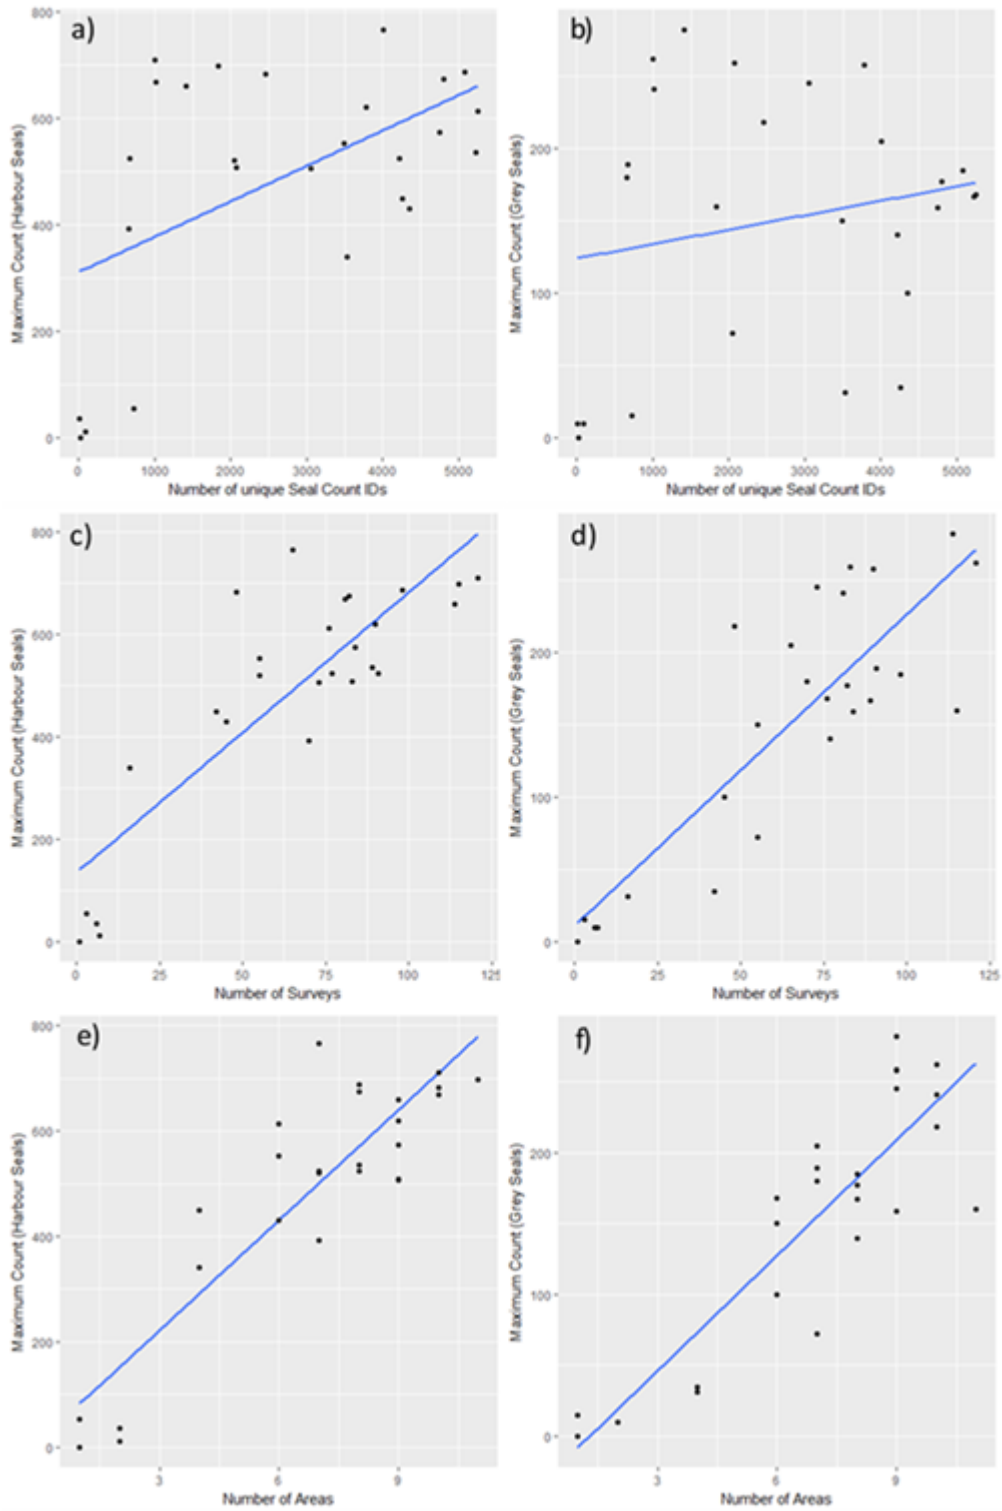 a)
800
600
400
200
0
Maximum Count (Harbour Seals)
0 1000 2000 3000 4000 5000
Number of unique Seal Count IDs
b)
200
100
0
Maximum Count (Grey Seals)
0 1000 2000 3000 4000 5000
Number of unique Seal Count IDs
c)
800
600
400
200
0
Maximum Count (Harbour Seals)
0 25 50 75 100 125
Number of Surveys
d)
200
100
0
Maximum Count (Grey Seals)
0 25 50 75 100 125
Number of Surveys
e)
800
600
400
200
0
Maximum Count (Harbour Seals)
3 6 9
Number of Areas
f)
200
100
0
Maximum Count (Grey Seals)
3 6 9
Number of Areas